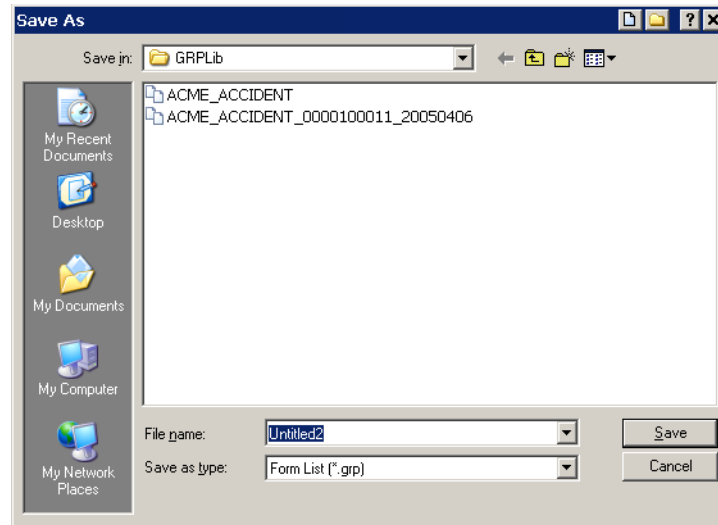 Save As
Save in:
GRPLib
ACME_ACCIDENT
ACME_ACCIDENT_0000100011_20050406
My Recent
Documents
Desktop
My Documents
My Computer
My Network
Places
File name:
Untitled2
Save
Save as type:
Form List (*.grp)
Cancel